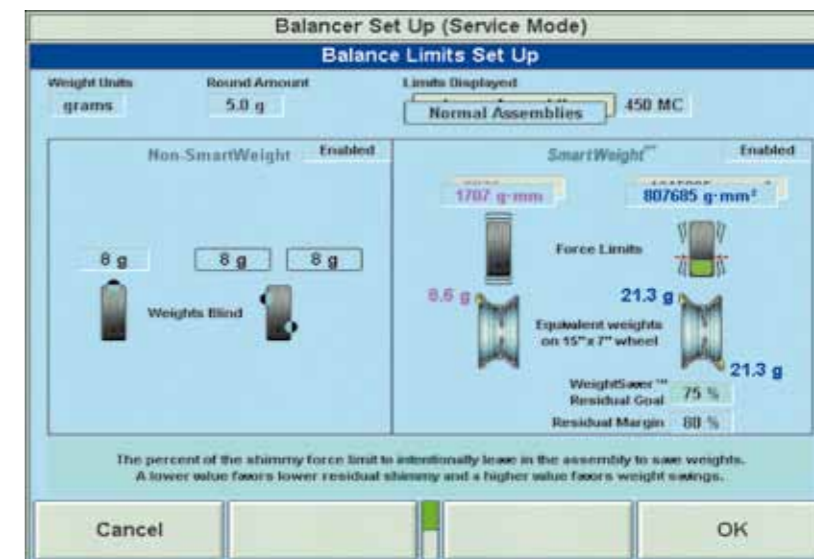 Balancer Set Up (Service Mode)
Balance Limits Set Up
Weight Units Round Amount Limits Displayed
grams 5.0 g Normal Assemblies 450 MC
Non-SmartWeight Enabled SmartWeight™ Enabled
1707 g·mm 807685 g·mm²
Force Limits
8 g 8 g 8 g
Weights Blind
8.6 g 21.3 g
Equivalent weights
on 15"x 7" wheel
21.3 g
WeightSaver™
Residual Goal 75 %
Residual Margin 80 %
The percent of the shimmy force limit to intentionally leave in the assembly to save weights.
A lower value favors lower residual shimmy and a higher value favors weight savings.
Cancel OK